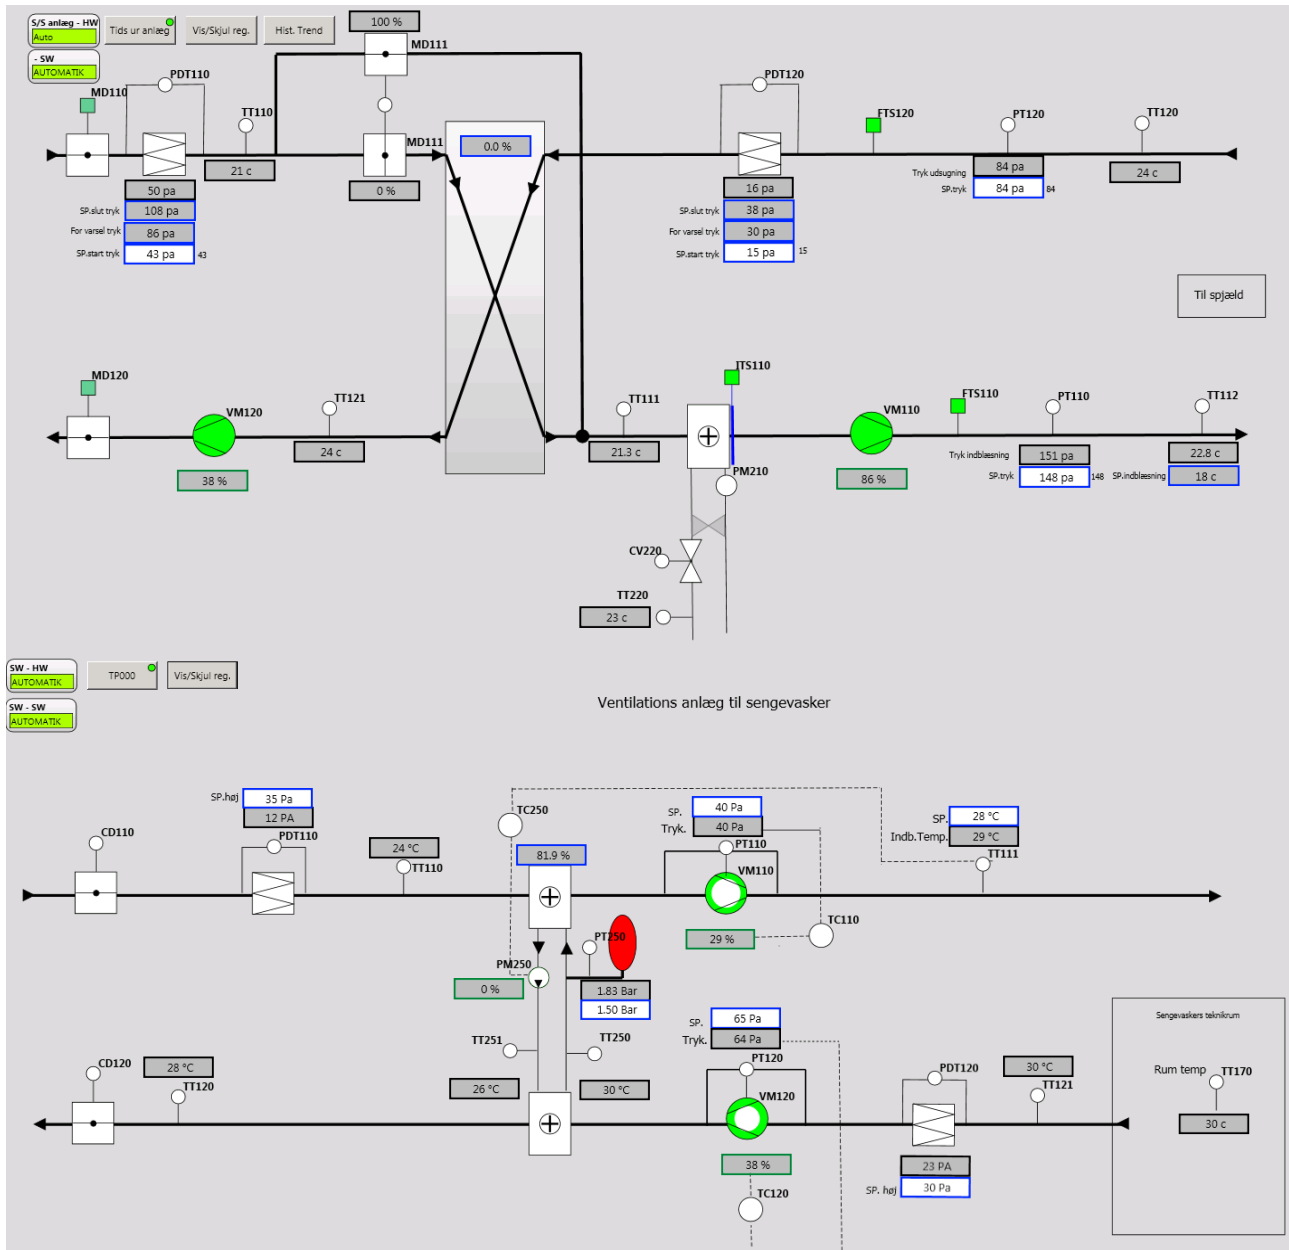 S/S anlæg - HW
Auto
Tids ur anlæg
Vis/Skjul reg.
Hist. Trend
100 %
MD111
- SW
AUTOMATIK
PDT110
PDT120
MD110
TT110
FTS120
PT120
TT120
MD111
0.0 %
21 c
0 %
Tryk udsugning
84 pa
SP.tryk
84 pa
84
24 c
50 pa
SP.slut tryk
108 pa
For varsel tryk
86 pa
SP.start tryk
43 pa
43
16 pa
SP.slut tryk
38 pa
For varsel tryk
30 pa
SP.start tryk
15 pa
15
Til spjæld
MD120
VM120
TT121
TT111
ITS110
VM110
FTS110
PT110
TT112
38 %
24 c
21.3 c
PM210
86 %
Tryk indblæsning
151 pa
SP.tryk
148 pa
148
22.8 c
SP.indblæsning
18 c
CV220
TT220
23 c
SW - HW
AUTOMATIK
TP000
Vis/Skjul reg.
SW - SW
AUTOMATIK
Ventilations anlæg til sengevasker
SP.høj
35 Pa
12 PA
PDT110
CD110
24 °C
TT110
TC250
81.9 %
SP.
40 Pa
Tryk.
40 Pa
PT110
VM110
SP.
28 °C
Indb.Temp.
29 °C
TT111
29 %
TC110
PM250
0 %
PT250
1.83 Bar
1.50 Bar
TT251
TT250
26 °C
30 °C
CD120
28 °C
TT120
SP.
65 Pa
Tryk.
64 Pa
PT120
VM120
38 %
TC120
PDT120
30 °C
TT121
23 PA
SP. høj
30 Pa
Sengevaskers teknikrum
Rum temp
TT170
30 c